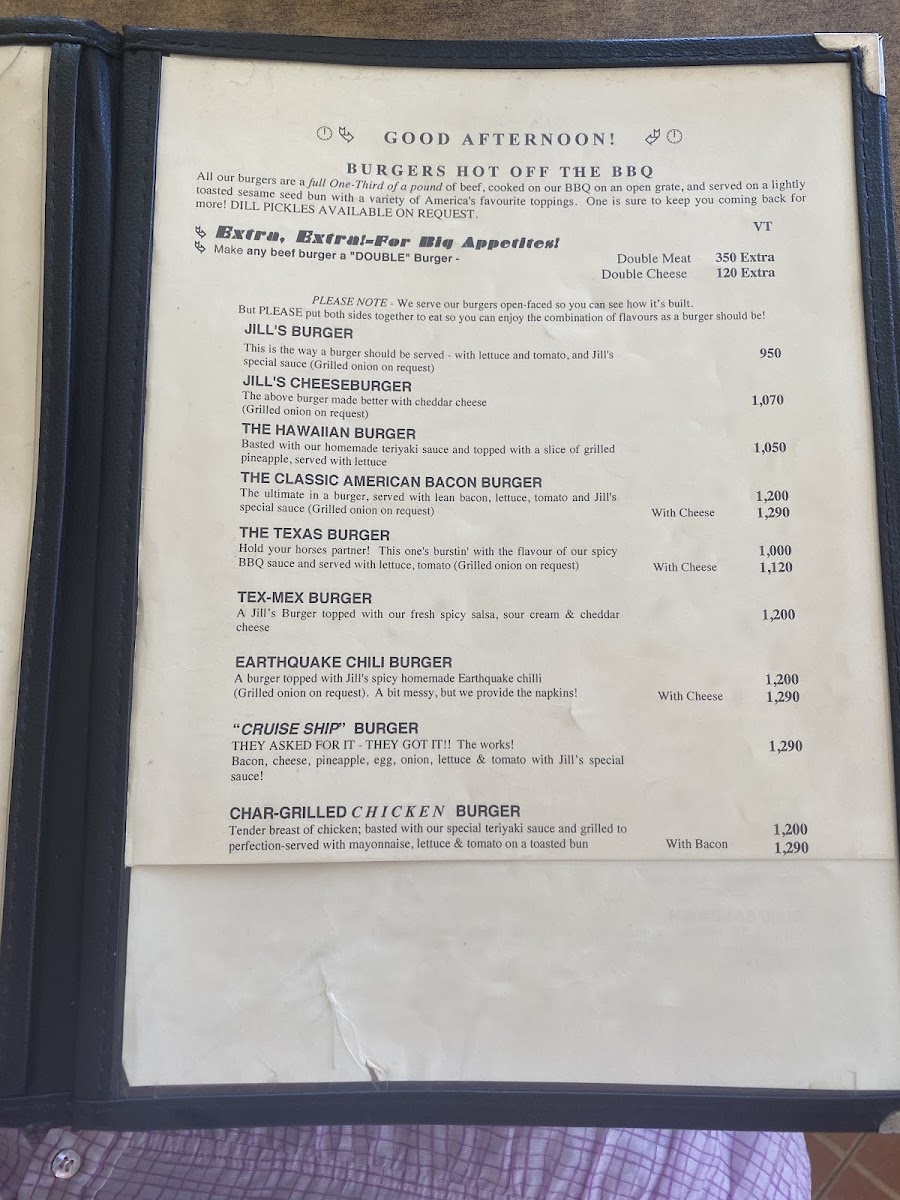 GOOD AFTERNOON!
BURGERS HOT OFF THE BBQ
All our burgers are a full One-Third of a pound of beef, cooked on our BBQ on an open grate, and served on a lightly
toasted sesame seed bun with a variety of America's favourite toppings. One is sure to keep you coming back for
more! DILL PICKLES AVAILABLE ON REQUEST.
VT
Extra, Extra!-For Big Appetites!
Make any beef burger a "DOUBLE" Burger - Double Meat 350 Extra
Double Cheese 120 Extra
PLEASE NOTE - We serve our burgers open-faced so you can see how it's built.
But PLEASE put both sides together to eat so you can enjoy the combination of flavours as a burger should be!
JILL'S BURGER
This is the way a burger should be served - with lettuce and tomato, and Jill's 950
special sauce (Grilled onion on request)
JILL'S CHEESEBURGER
The above burger made better with cheddar cheese 1,070
(Grilled onion on request)
THE HAWAIIAN BURGER
Basted with our homemade teriyaki sauce and topped with a slice of grilled 1,050
pineapple, served with lettuce
THE CLASSIC AMERICAN BACON BURGER
The ultimate in a burger, served with lean bacon, lettuce, tomato and Jill's 1,200
special sauce (Grilled onion on request) With Cheese 1,290
THE TEXAS BURGER
Hold your horses partner! This one's burstin' with the flavour of our spicy 1,000
BBQ sauce and served with lettuce, tomato (Grilled onion on request) With Cheese 1,120
TEX-MEX BURGER
A Jill's Burger topped with our fresh spicy salsa, sour cream & cheddar 1,200
cheese
EARTHQUAKE CHILI BURGER
A burger topped with Jill's spicy homemade Earthquake chilli 1,200
(Grilled onion on request). A bit messy, but we provide the napkins! With Cheese 1,290
"CRUISE SHIP" BURGER
THEY ASKED FOR IT - THEY GOT IT!! The works! 1,290
Bacon, cheese, pineapple, egg, onion, lettuce & tomato with Jill's special
sauce!
CHAR-GRILLED CHICKEN BURGER
Tender breast of chicken; basted with our special teriyaki sauce and grilled to 1,200
perfection-served with mayonnaise, lettuce & tomato on a toasted bun With Bacon 1,290